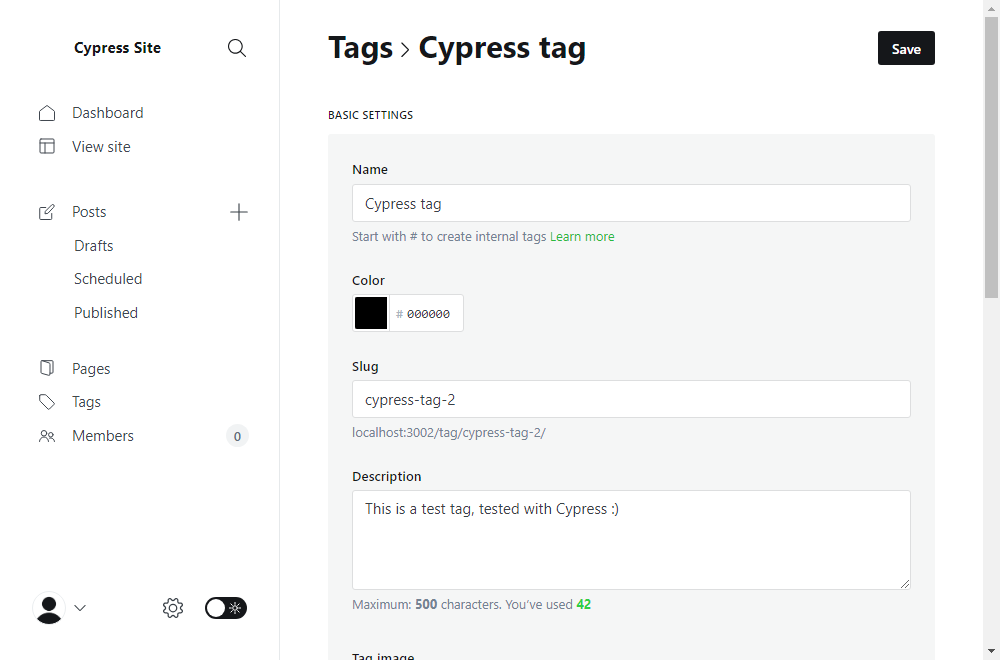 Cypress Site
Dashboard
View site
Posts
Drafts
Scheduled
Published
Pages
Tags
Members 0
Tags > Cypress tag
Save
BASIC SETTINGS
Name
Cypress tag
Start with # to create internal tags Learn more
Color
# 000000
Slug
cypress-tag-2
localhost:3002/tag/cypress-tag-2/
Description
This is a test tag, tested with Cypress :)
Maximum: 500 characters. You’ve used 42
Tag image